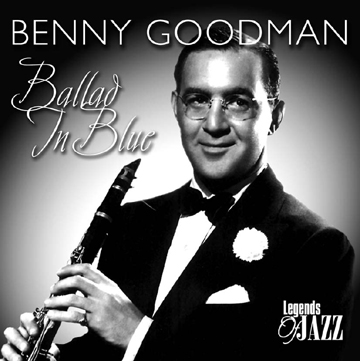 BENNY GOODMAN
Ballad
In Blue
Legends
Of JAZZ